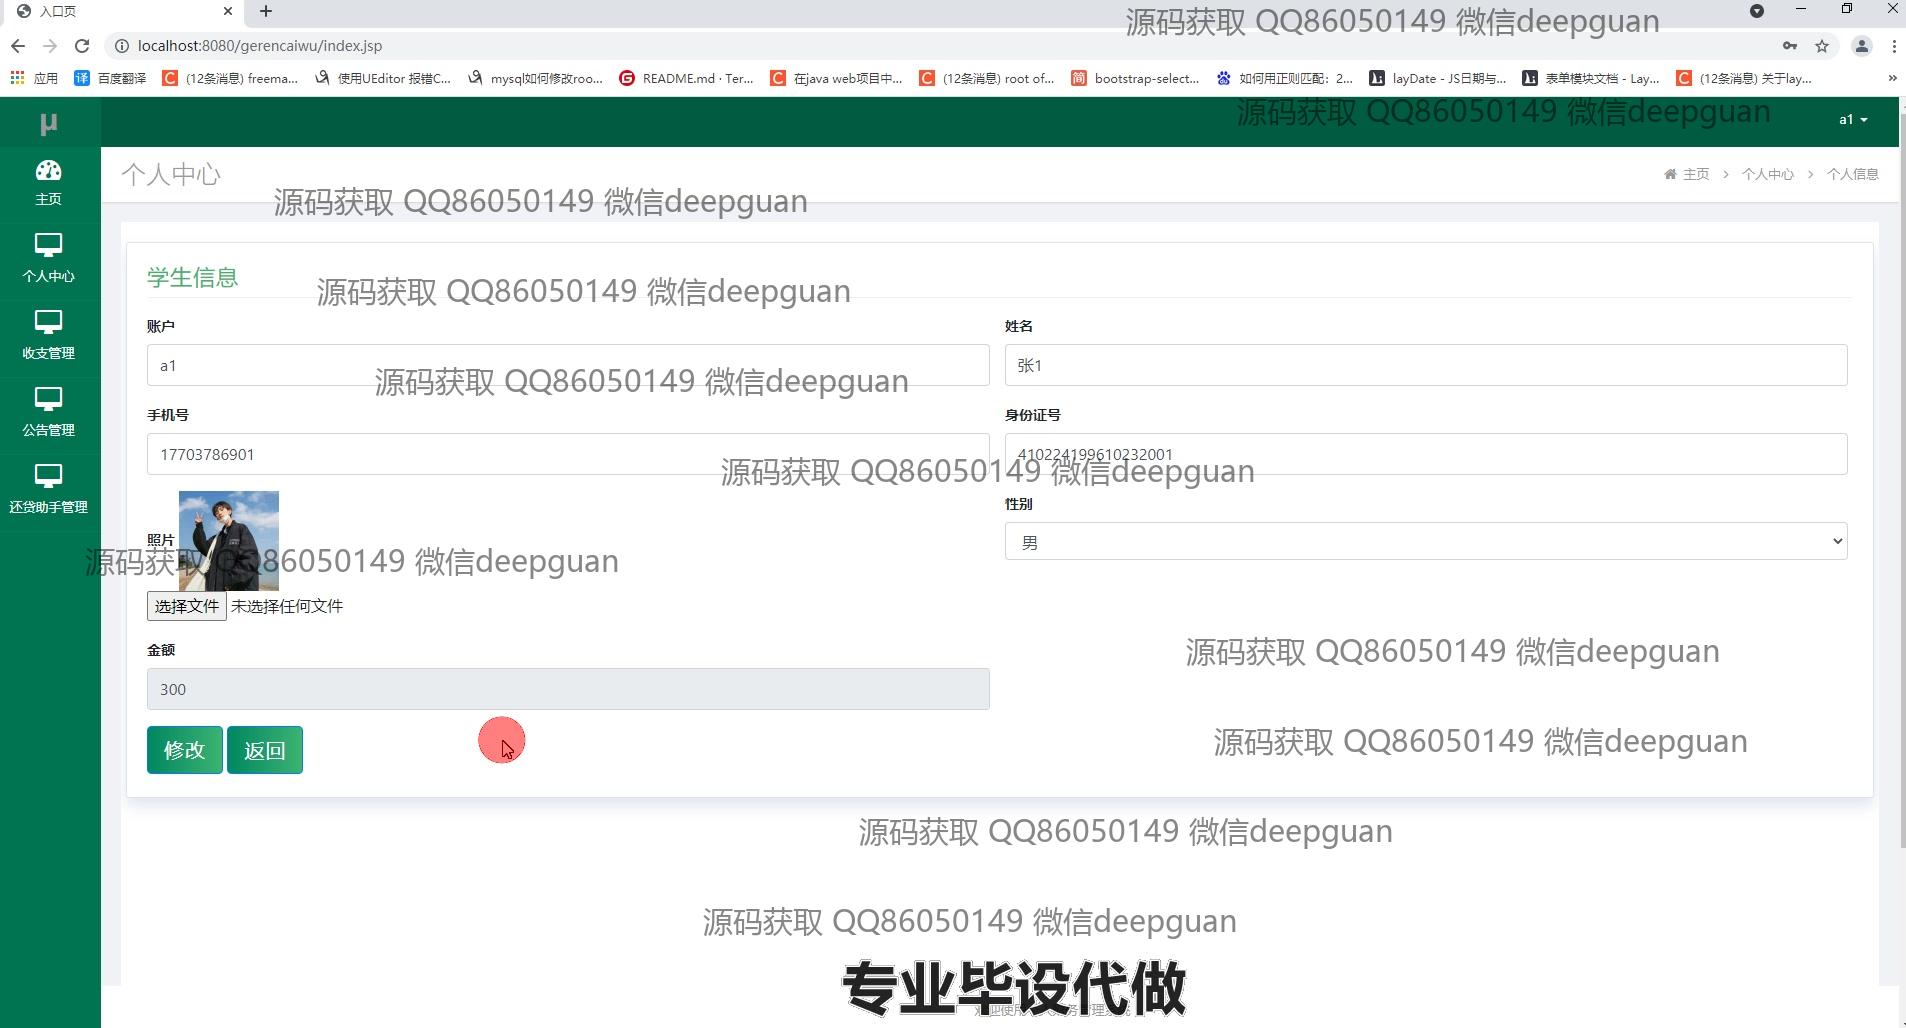 入口页
源码获取 QQ86050149 微信deepguan
localhost:8080/gerencaiwu/index.jsp
应用 百度翻译 (12条消息) freema... 使用UEditor 报错C... mysql如何修改roo... README.md · Ter... 在java web项目中... (12条消息) root of... bootstrap-select... 如何用正则匹配：2... layDate - JS日期与... 表单模块文档 - Lay... (12条消息) 关于lay... »
源码获取 QQ86050149 微信deepguan
μ
a1
主页
个人中心
主页 > 个人中心 > 个人信息
源码获取 QQ86050149 微信deepguan
个人中心
学生信息
源码获取 QQ86050149 微信deepguan
收支管理
账户
姓名
a1
张1
源码获取 QQ86050149 微信deepguan
公告管理
手机号
身份证号
17703786901
410224199610232001
源码获取 QQ86050149 微信deepguan
还贷助手管理
性别
照片
男
源码获取 QQ86050149 微信deepguan
选择文件 未选择任何文件
金额
源码获取 QQ86050149 微信deepguan
300
修改 返回
源码获取 QQ86050149 微信deepguan
源码获取 QQ86050149 微信deepguan
源码获取 QQ86050149 微信deepguan
专业毕设代做